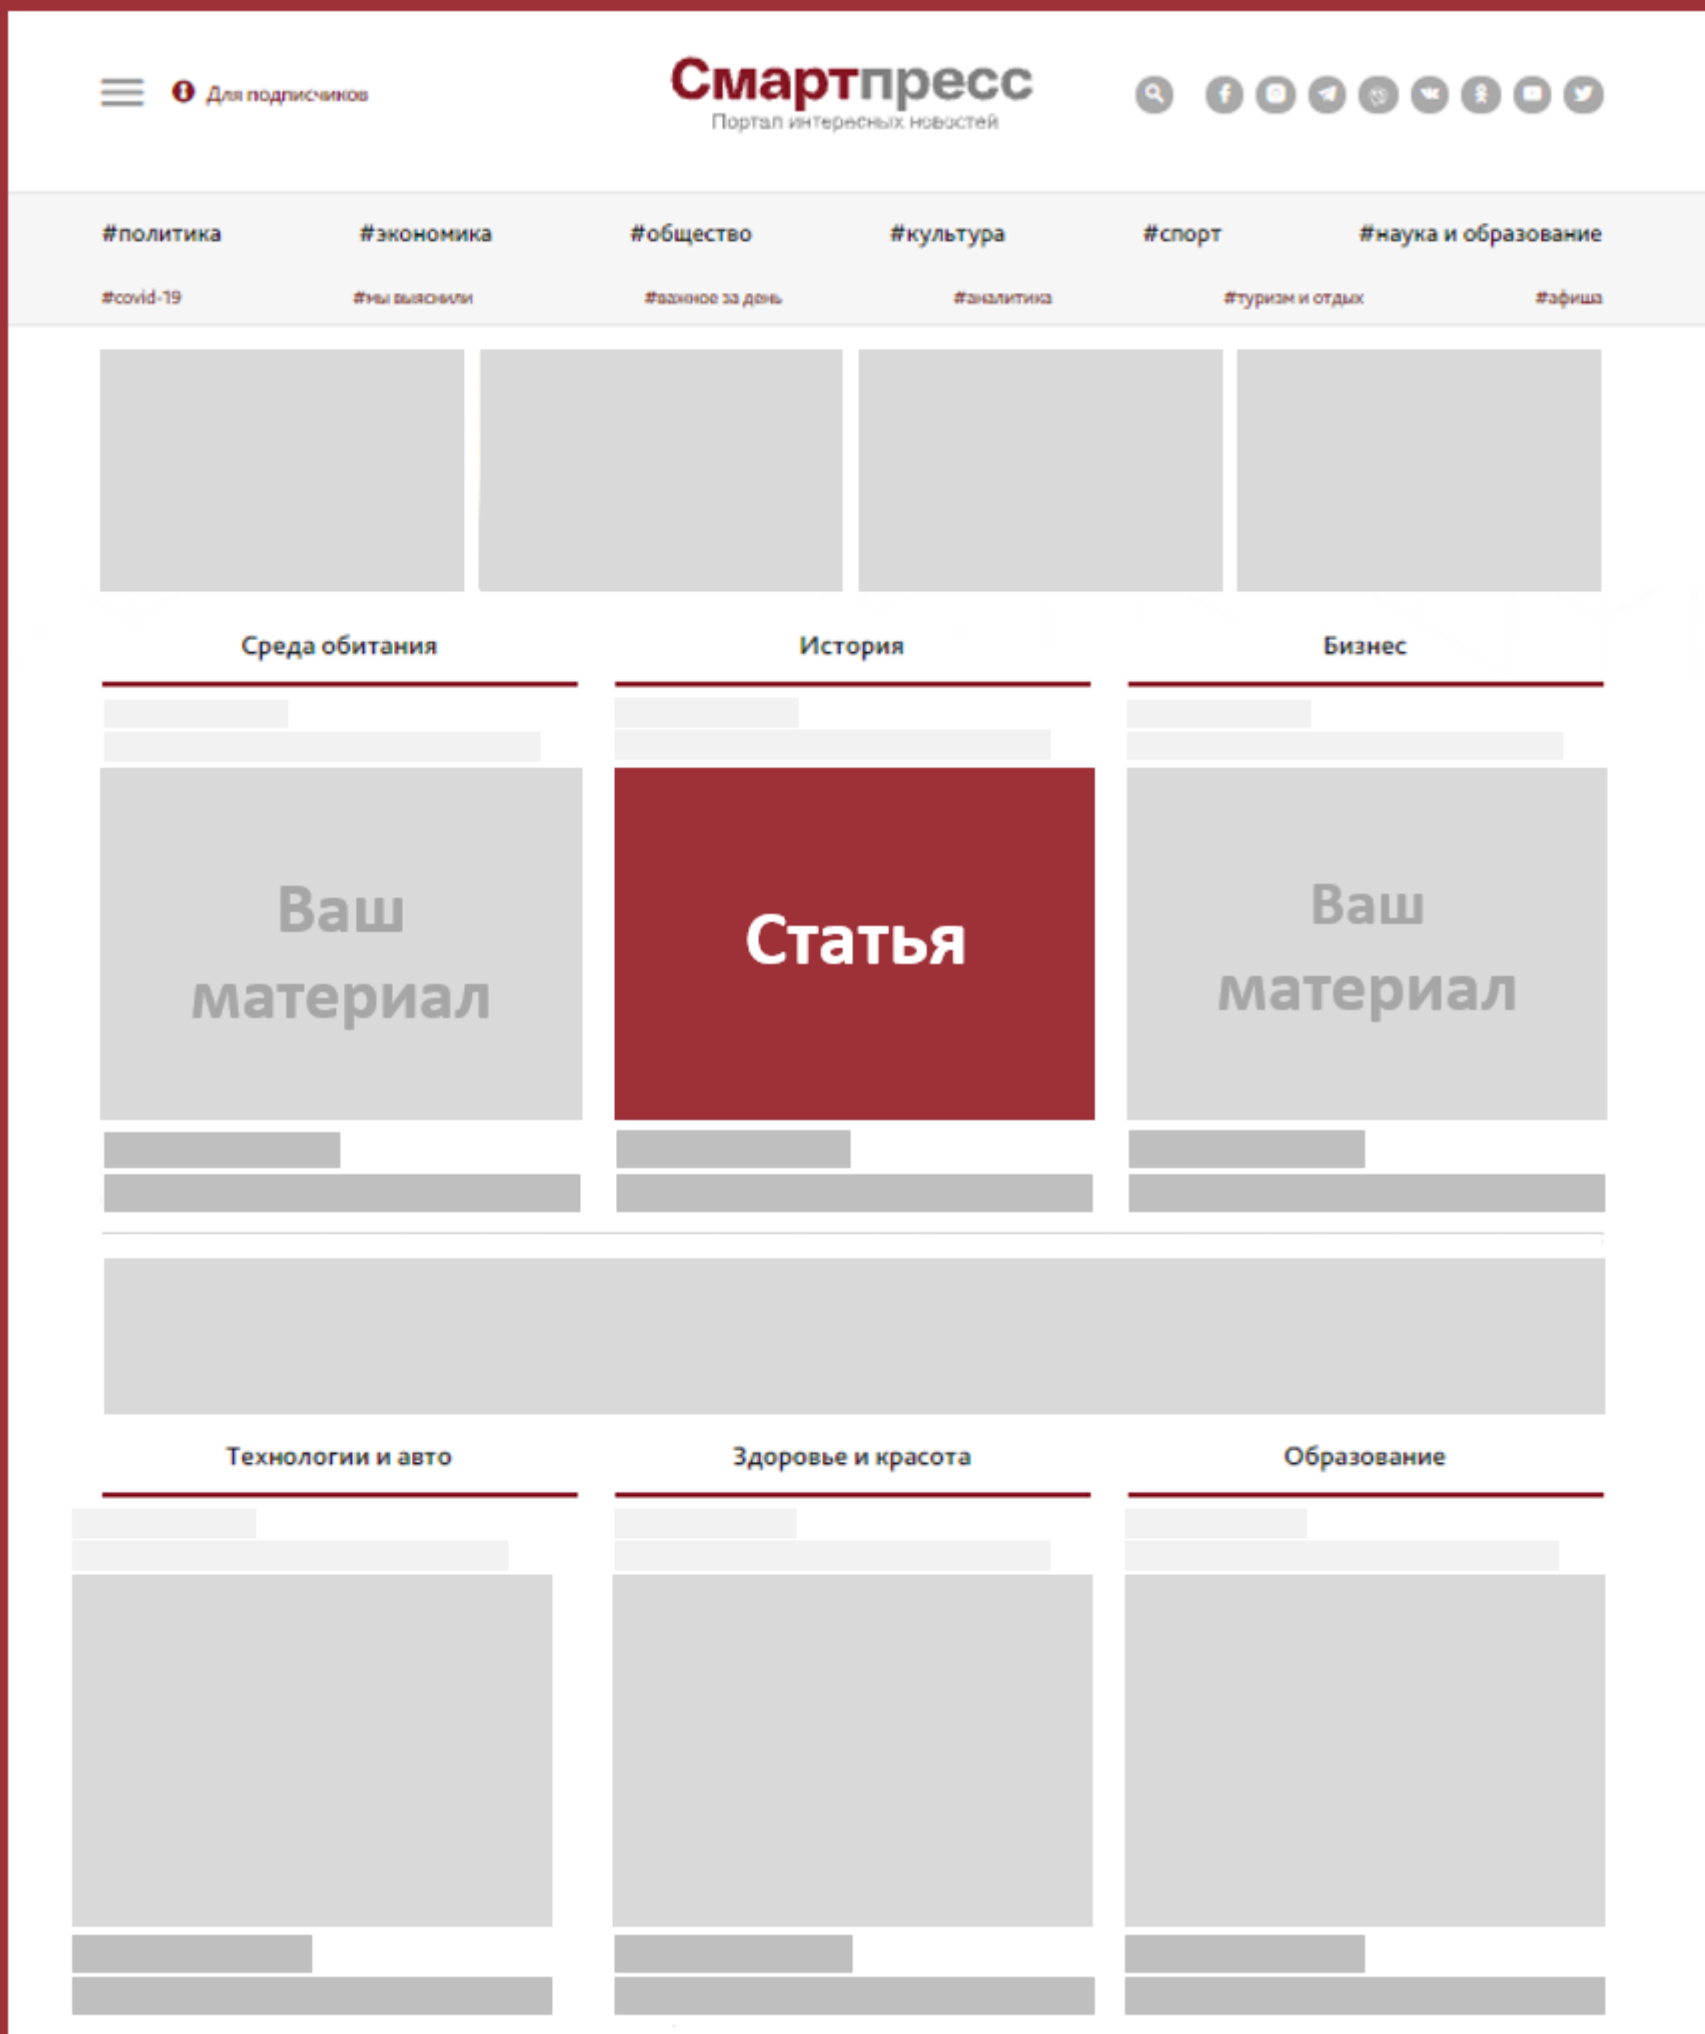 Для подписчиков
Смартпресс
Портал интересных новостей
#политика #экономика #общество #культура #спорт #наука и образование
#covid-19 #мы выяснили #важное за день #аналитика #туризм и отдых #афиша
Среда обитания История Бизнес
Ваш
материал
Статья
Ваш
материал
Технологии и авто Здоровье и красота Образование